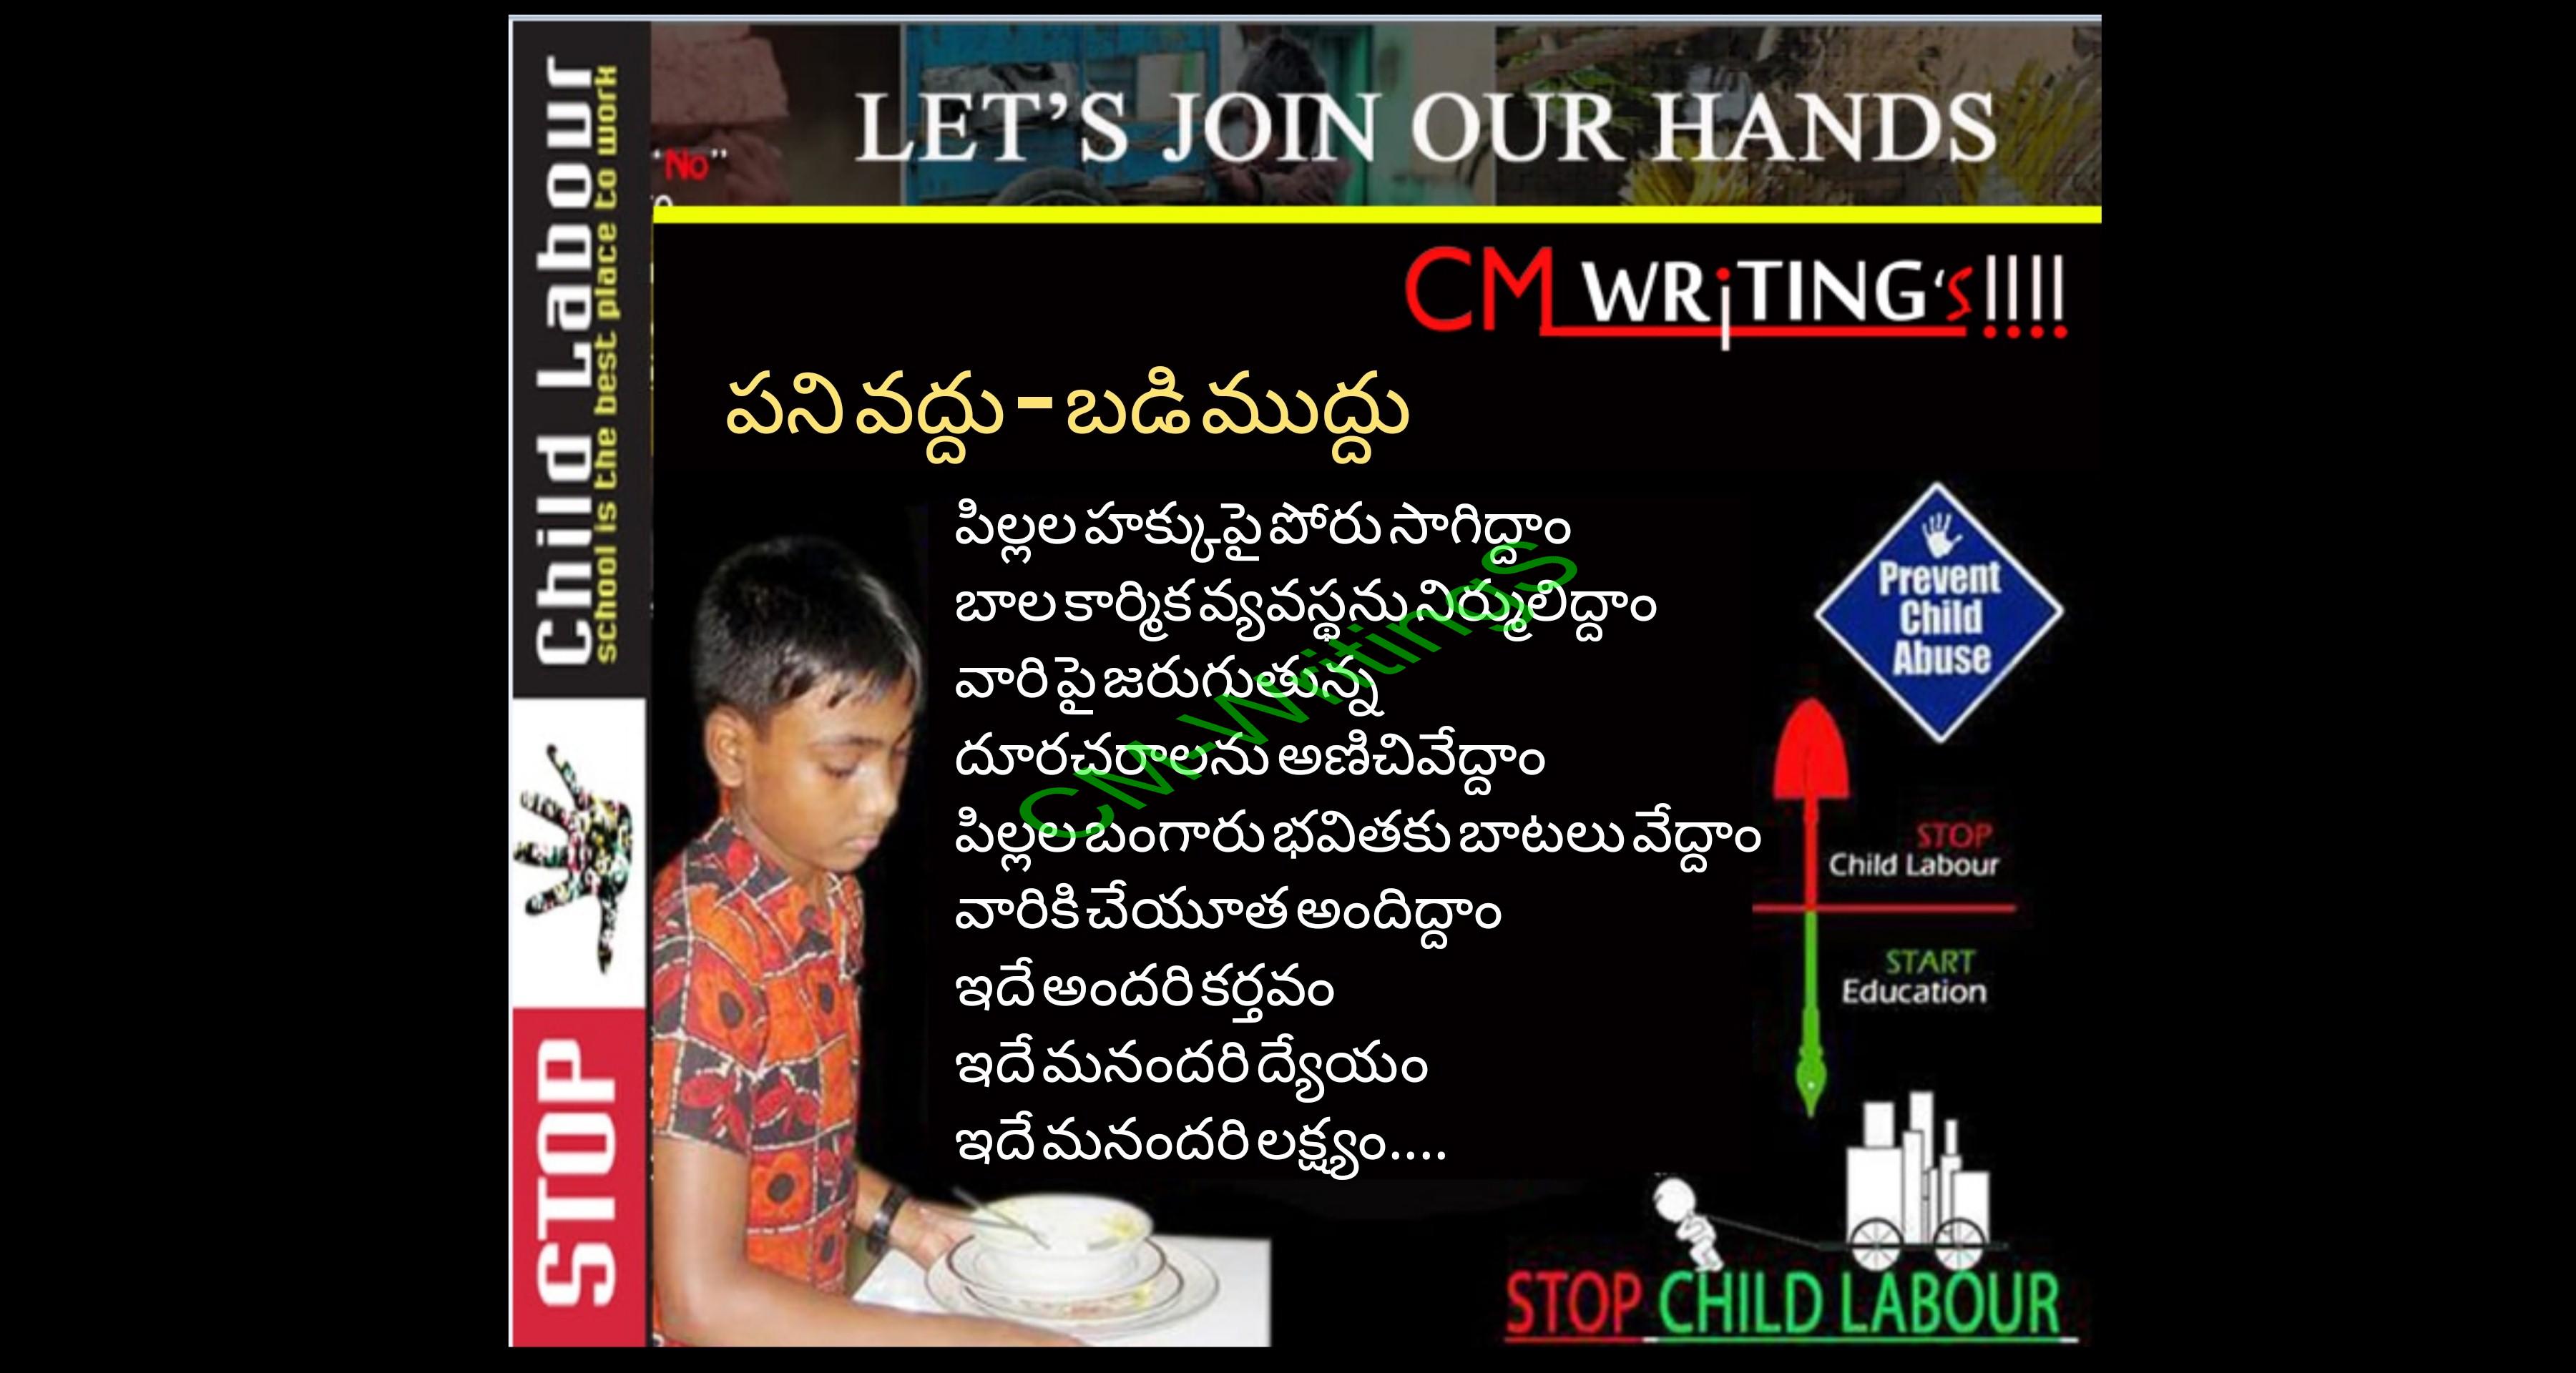 LET'S JOIN OUR HANDS
"No"
Child Labour
school is the best place to work
STOP
CM WRiTING's!!!!
పని వద్దు - బడి ముద్దు
పిల్లల హక్కుపై పోరు సాగిద్దాం
బాల కార్మిక వ్యవస్థను నిర్ములిద్దాం
వారి పై జరుగుతున్న
దూరచరాలను అణిచివేద్దాం
పిల్లల బంగారు భవితకు బాటలు వేద్దాం
వారికి చేయూత అందిద్దాం
ఇదే అందరి కర్తవం
ఇదే మనందరి ద్యేయం
ఇదే మనందరి లక్ష్యం....
CM-Writings
Prevent
Child
Abuse
STOP
Child Labour
START
Education
STOP CHILD LABOUR